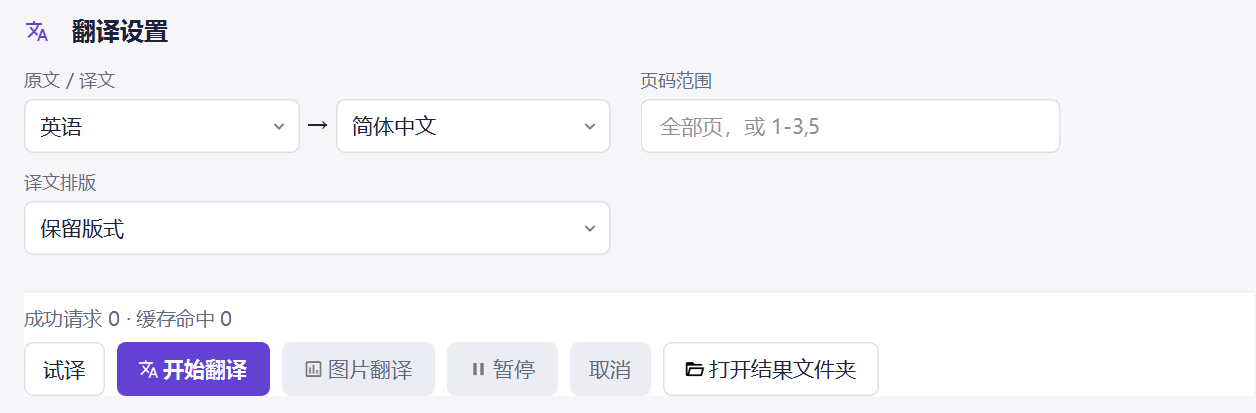 翻译设置
原文 / 译文
页码范围
英语 → 简体中文
全部页，或 1-3,5
译文排版
保留版式
成功请求 0 · 缓存命中 0
试译 开始翻译 图片翻译 暂停 取消 打开结果文件夹